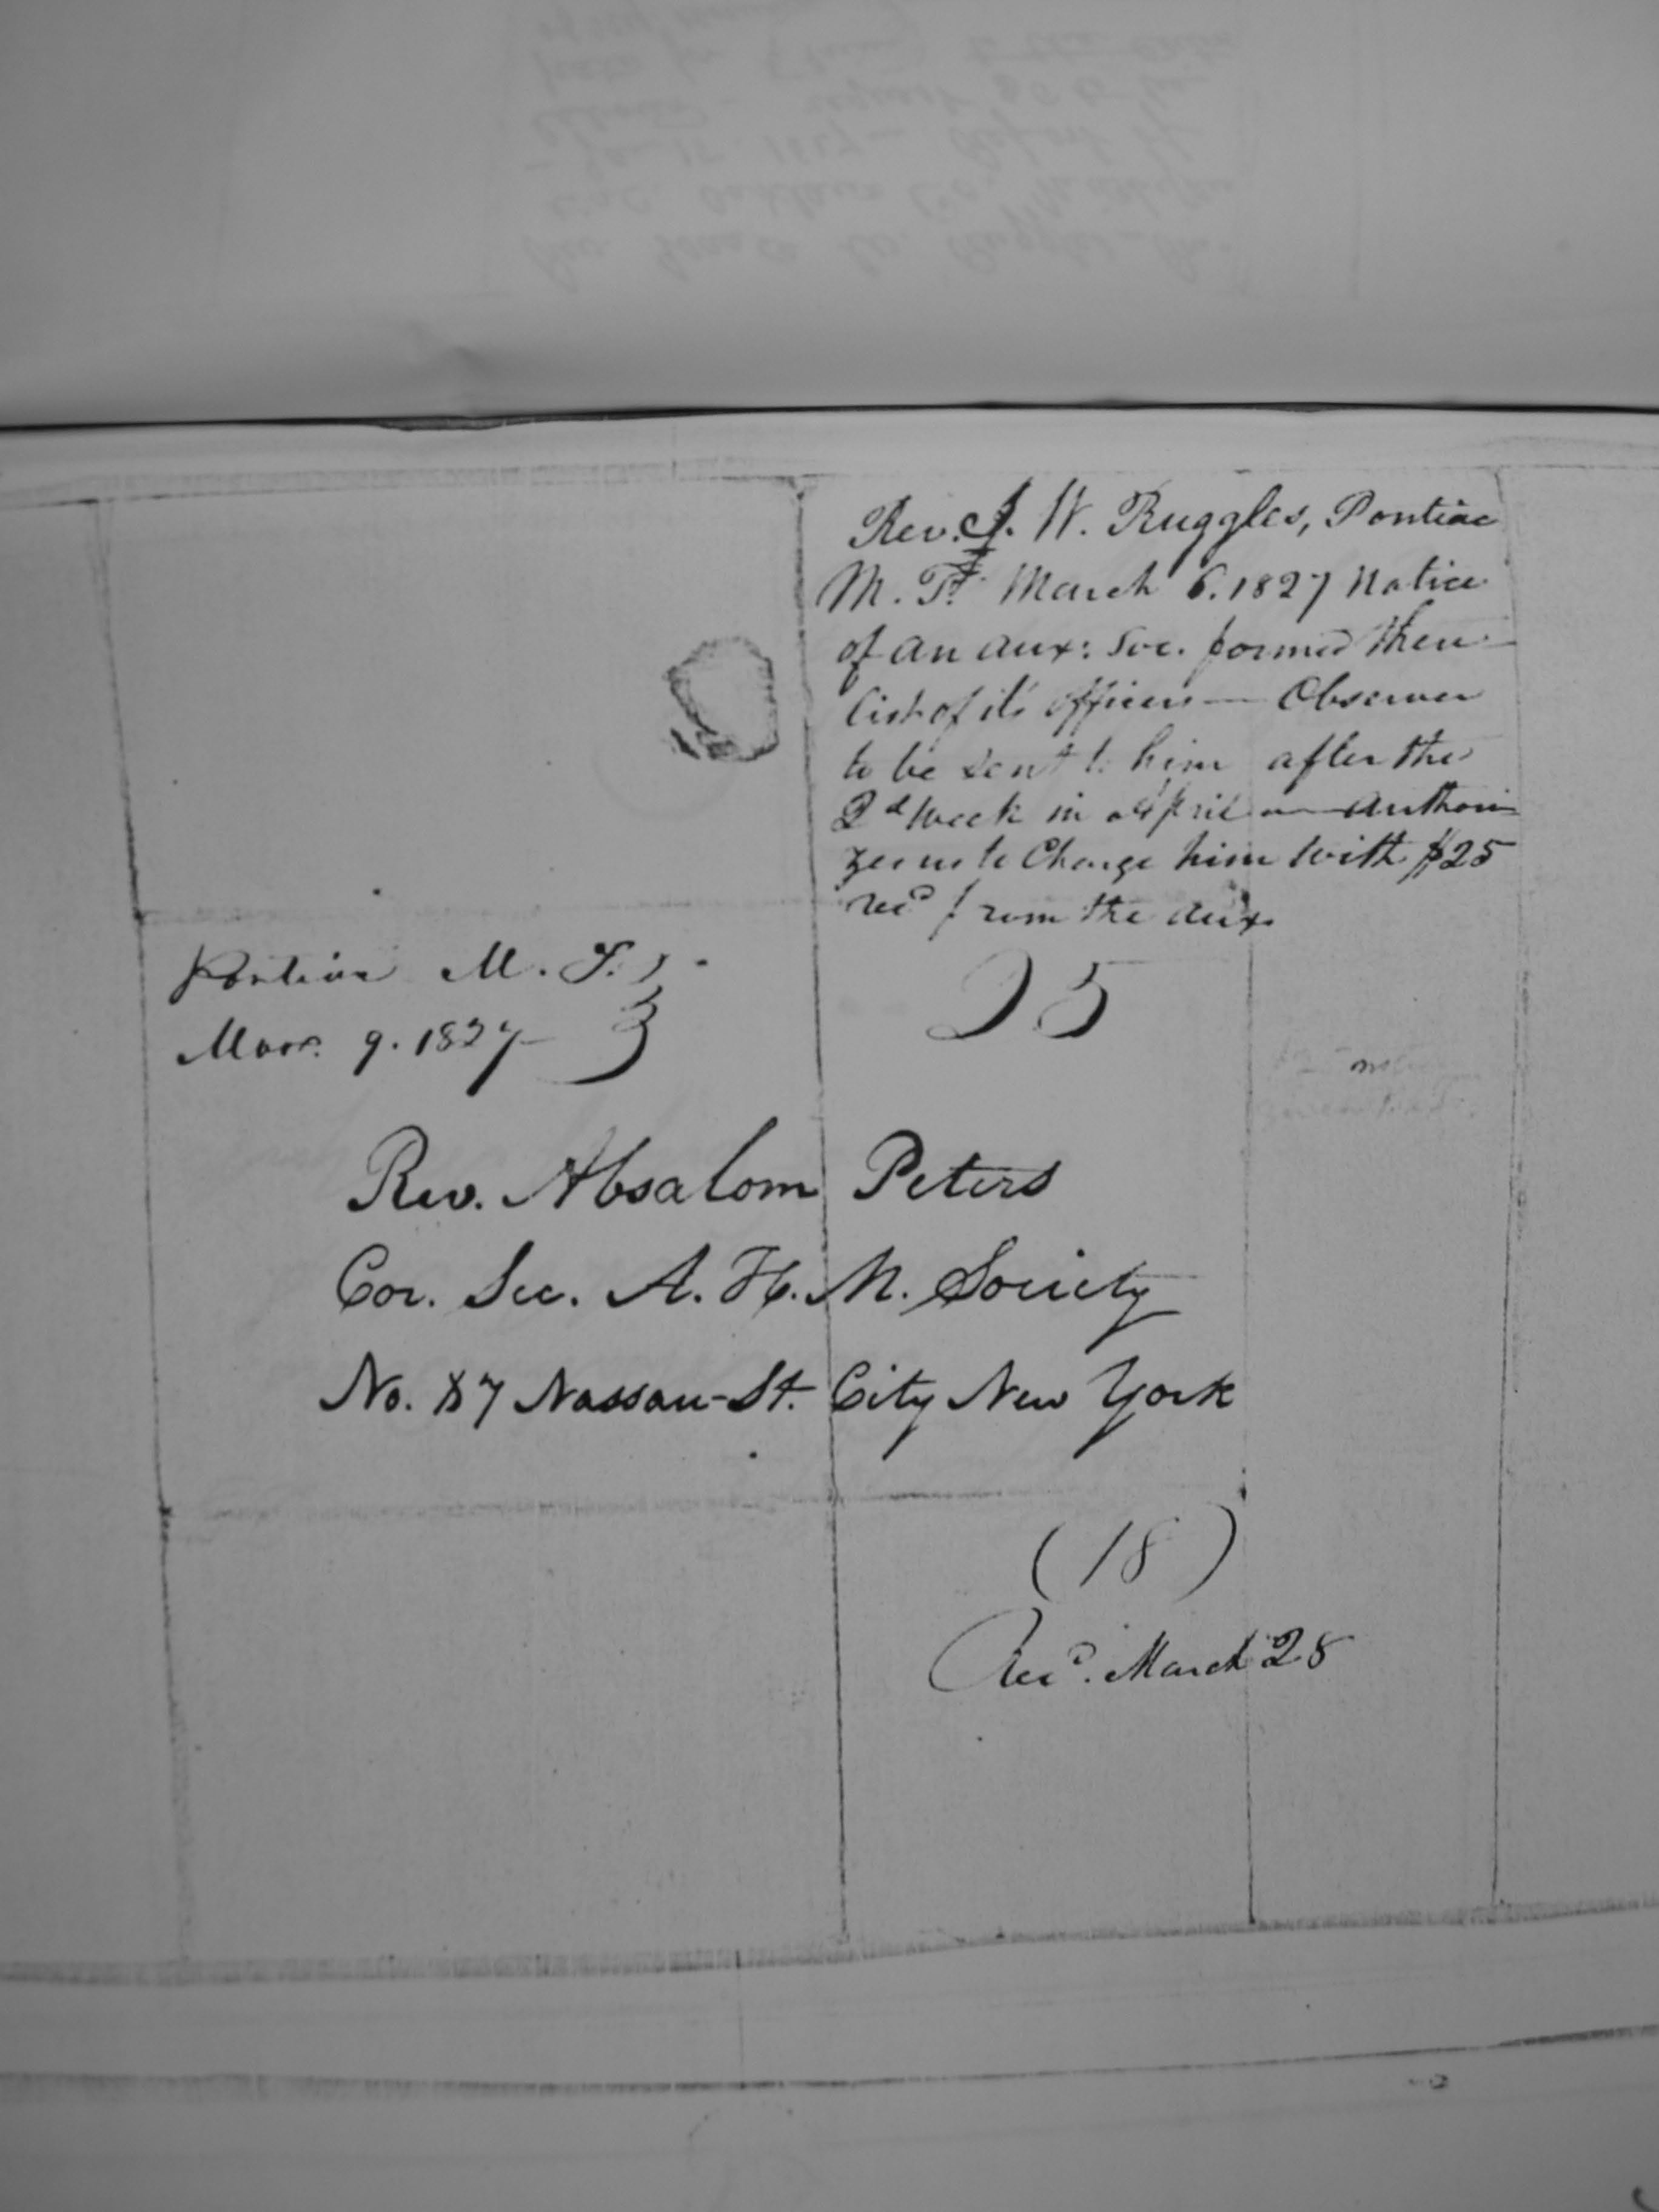 Rev. I. W. Ruggles, Pontiac
M. T. March 6. 1827 Notice
of an aux: Soc. formed there
List of its officers — Observer
to be sent to him after the
2d week in April — Authori
zes us to Charge him with $25
recd from the aux.
Pontiac M. T.
Mar. 9. 1827
25
Rev. Absalom Peters
Cor. Sec. A. H. M. Society
No. 87 Nassau-St. City New York
(18)
Recd. March 28